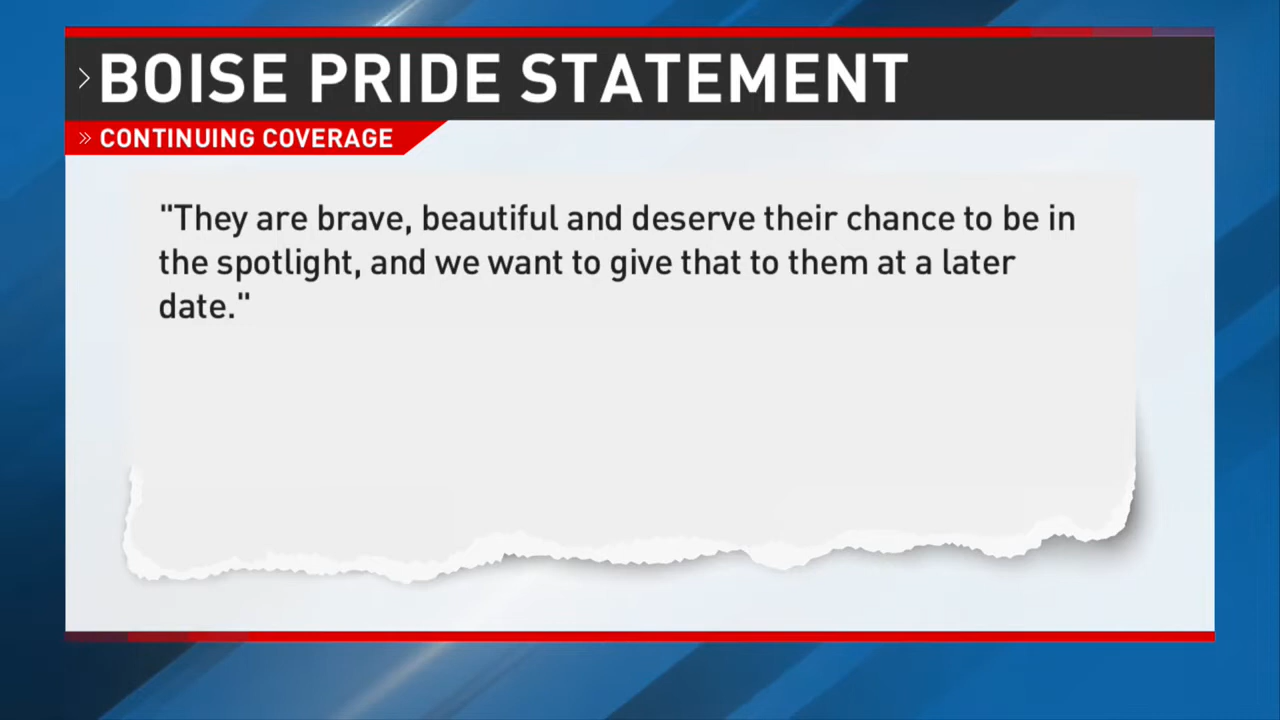 BOISE PRIDE STATEMENT
CONTINUING COVERAGE
"They are brave, beautiful and deserve their chance to be in
the spotlight, and we want to give that to them at a later
date."